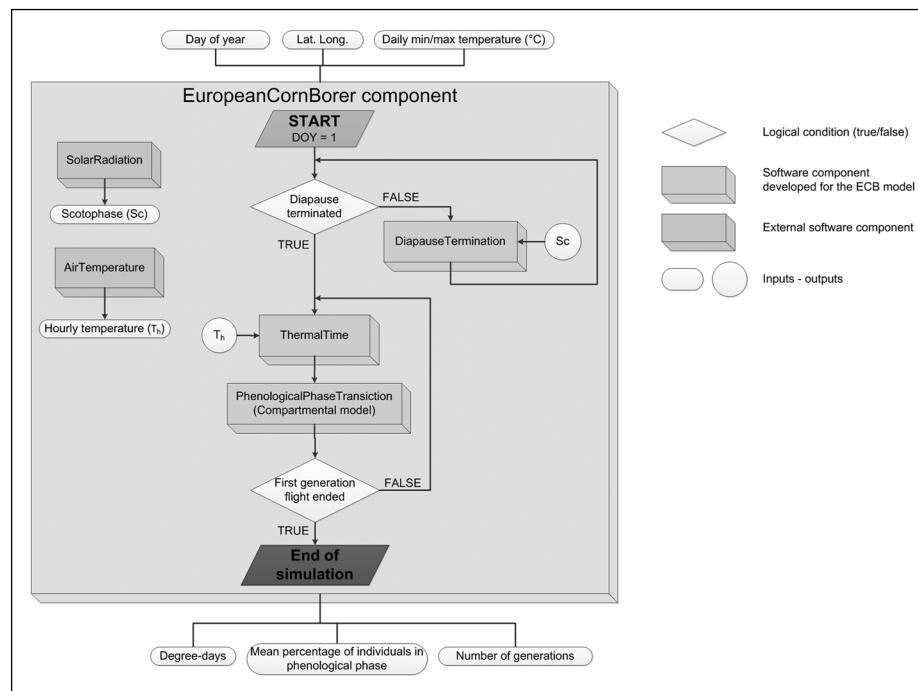 Day of year
Lat. Long.
Daily min/max temperature (°C)
EuropeanCornBorer component
START
DOY = 1
SolarRadiation
Scotophase (Sc)
AirTemperature
Hourly temperature (Th)
Diapause
terminated
FALSE
TRUE
DiapauseTermination
Sc
Th
ThermalTime
PhenologicalPhaseTransiction
(Compartmental model)
First generation
flight ended
FALSE
TRUE
End of
simulation
Degree-days
Mean percentage of individuals in
phenological phase
Number of generations
Logical condition (true/false)
Software component
developed for the ECB model
External software component
Inputs - outputs